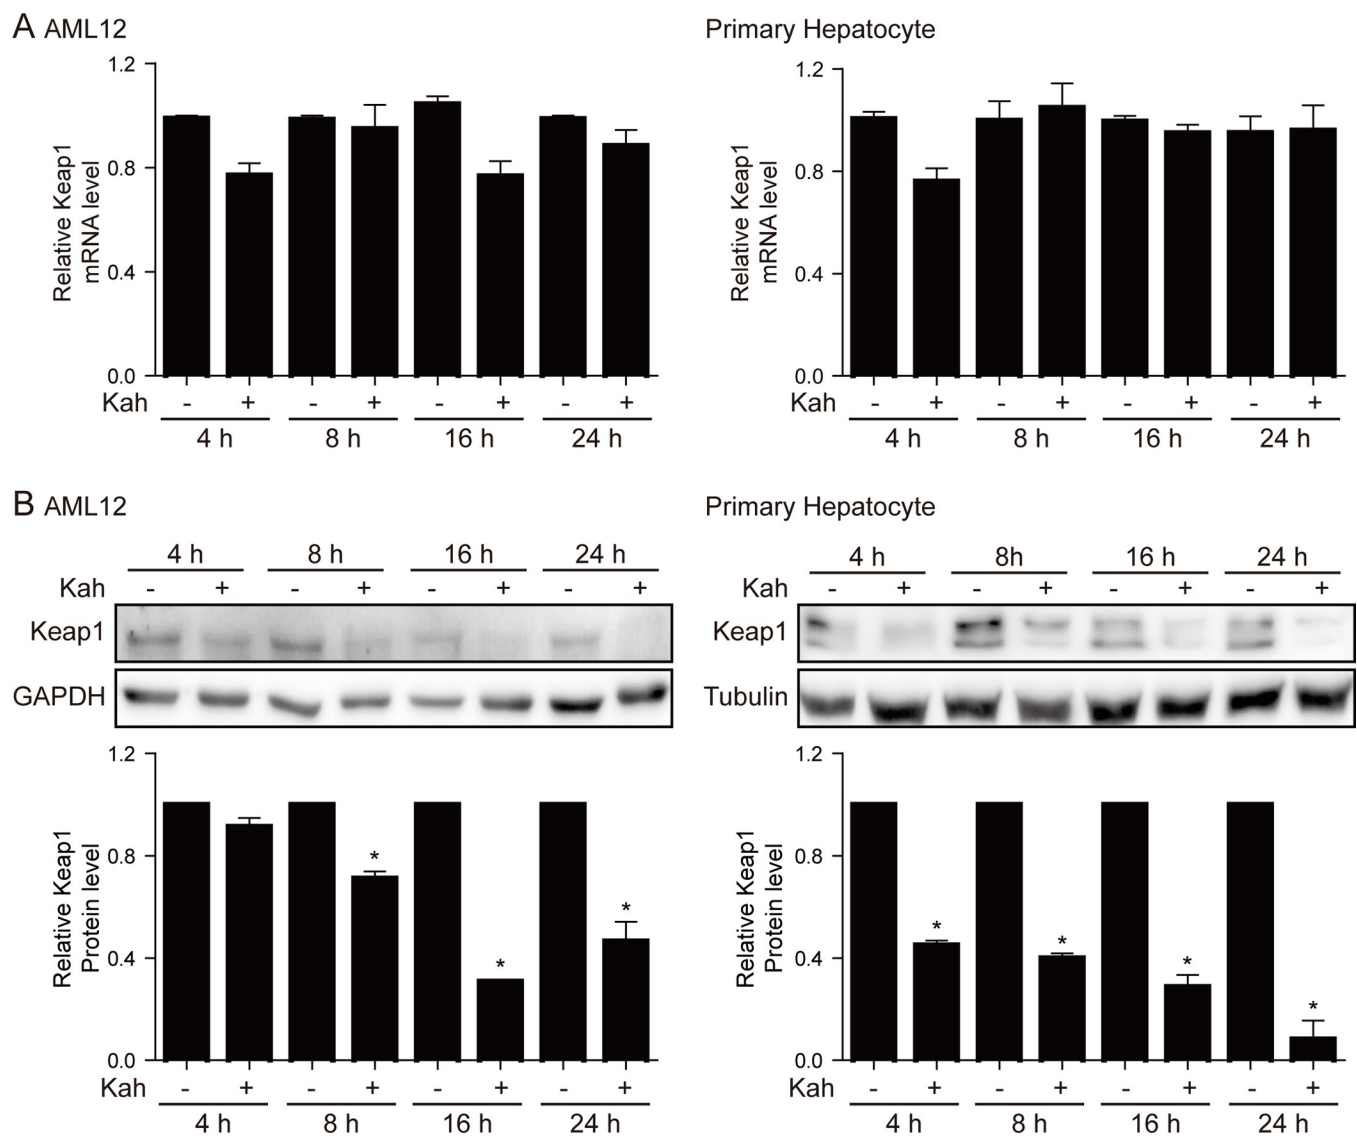 A AML12
Primary Hepatocyte
Relative Keap1
mRNA level
1.2
0.8
0.4
0.0
Kah - + - + - + - +
4 h 8 h 16 h 24 h
Relative Keap1
mRNA level
1.2
0.8
0.4
0.0
Kah - + - + - + - +
4 h 8 h 16 h 24 h
B AML12
Primary Hepatocyte
4 h 8 h 16 h 24 h
Kah - + - + - + - +
Keap1
GAPDH
4 h 8h 16 h 24 h
Kah - + - + - + - +
Keap1
Tubulin
Relative Keap1
Protein level
1.2
0.8
0.4
0.0
* * *
Kah - + - + - + - +
4 h 8 h 16 h 24 h
Relative Keap1
Protein level
1.2
0.8
0.4
0.0
* * * *
Kah - + - + - + - +
4 h 8 h 16 h 24 h